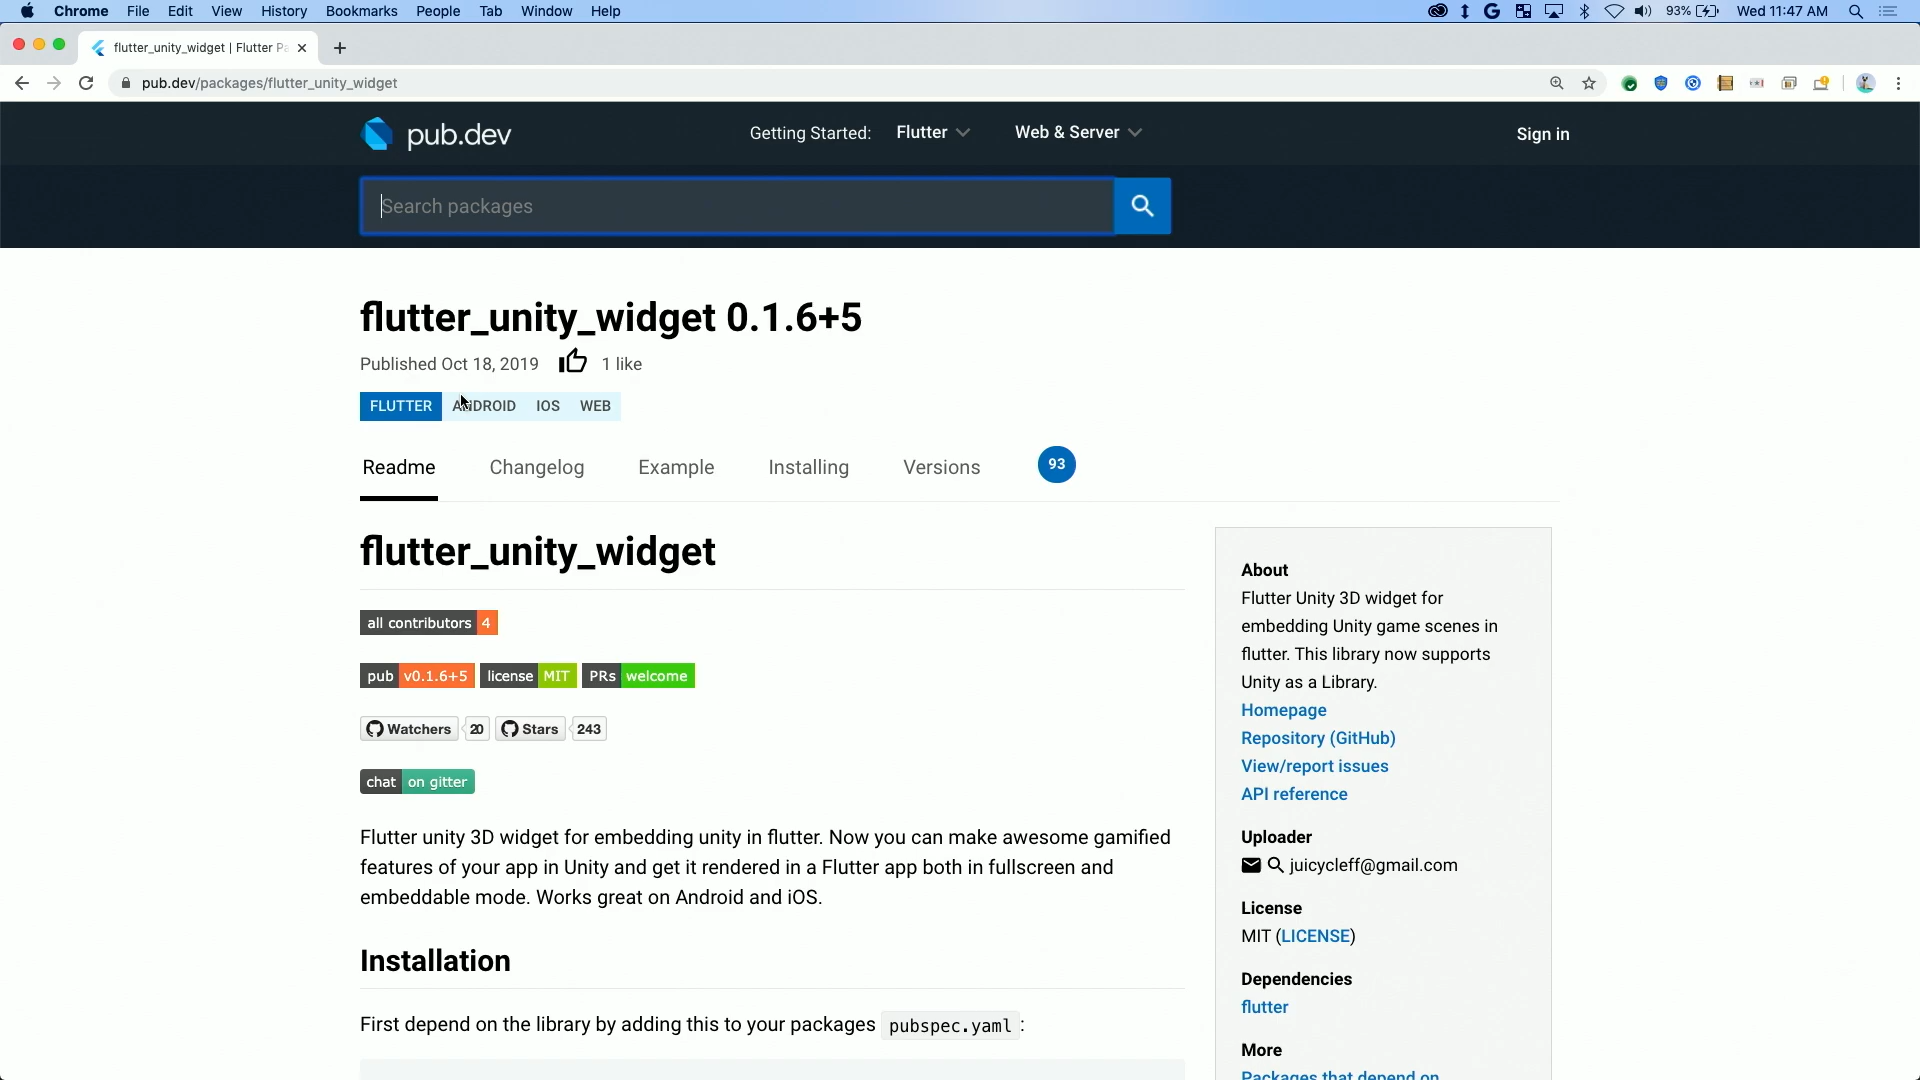 Chrome File Edit View History Bookmarks People Tab Window Help 93% Wed 11:47 AM
flutter_unity_widget | Flutter Pa
pub.dev/packages/flutter_unity_widget
pub.dev Getting Started: Flutter Web & Server Sign in
Search packages
flutter_unity_widget 0.1.6+5
Published Oct 18, 2019 1 like
FLUTTER ANDROID IOS WEB
Readme Changelog Example Installing Versions 93
flutter_unity_widget
all contributors 4
pub v0.1.6+5 license MIT PRs welcome
Watchers 20 Stars 243
chat on gitter
Flutter unity 3D widget for embedding unity in flutter. Now you can make awesome gamified
features of your app in Unity and get it rendered in a Flutter app both in fullscreen and
embeddable mode. Works great on Android and iOS.
Installation
First depend on the library by adding this to your packages pubspec.yaml :
About
Flutter Unity 3D widget for
embedding Unity game scenes in
flutter. This library now supports
Unity as a Library.
Homepage
Repository (GitHub)
View/report issues
API reference
Uploader
juicycleff@gmail.com
License
MIT (LICENSE)
Dependencies
flutter
More
Packages that depend on